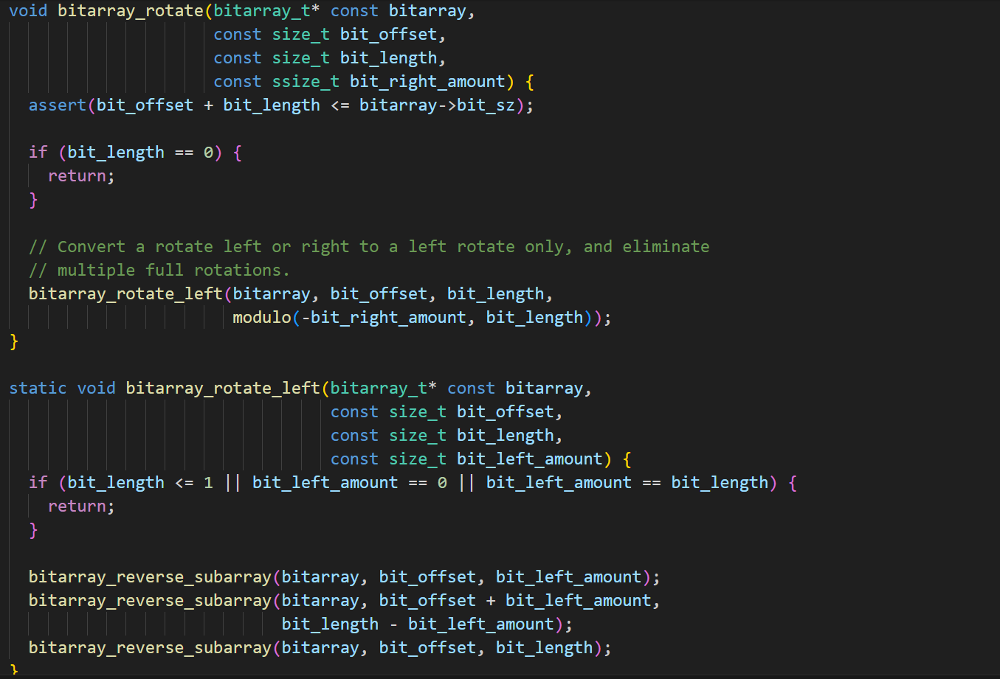 void bitarray_rotate(bitarray_t* const bitarray,
                     const size_t bit_offset,
                     const size_t bit_length,
                     const ssize_t bit_right_amount) {
  assert(bit_offset + bit_length <= bitarray->bit_sz);

  if (bit_length == 0) {
    return;
  }

  // Convert a rotate left or right to a left rotate only, and eliminate
  // multiple full rotations.
  bitarray_rotate_left(bitarray, bit_offset, bit_length,
                       modulo(-bit_right_amount, bit_length));
}

static void bitarray_rotate_left(bitarray_t* const bitarray,
                                 const size_t bit_offset,
                                 const size_t bit_length,
                                 const size_t bit_left_amount) {
  if (bit_length <= 1 || bit_left_amount == 0 || bit_left_amount == bit_length) {
    return;
  }

  bitarray_reverse_subarray(bitarray, bit_offset, bit_left_amount);
  bitarray_reverse_subarray(bitarray, bit_offset + bit_left_amount,
                            bit_length - bit_left_amount);
  bitarray_reverse_subarray(bitarray, bit_offset, bit_length);
}